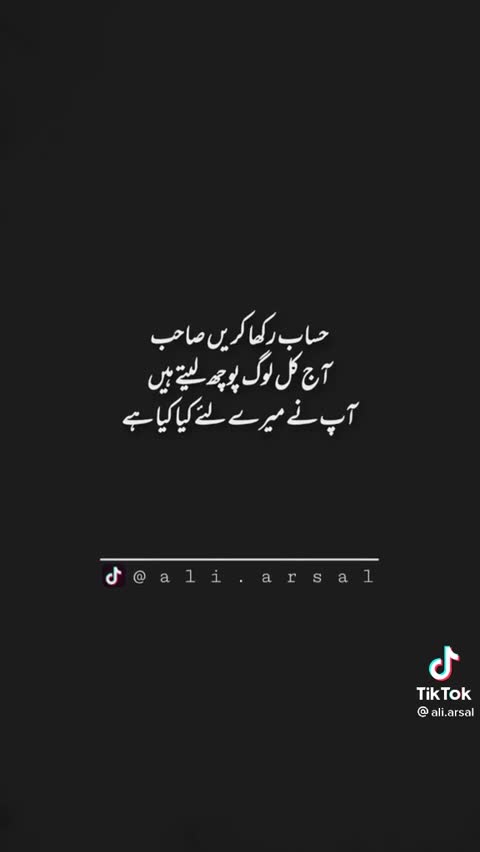 حساب رکھا کریں صاحب
آج کل لوگ پوچھ لیتے ہیں
آپ نے میرے لئے کیا کیا ہے
@ali.arsal
TikTok
@ali.arsal